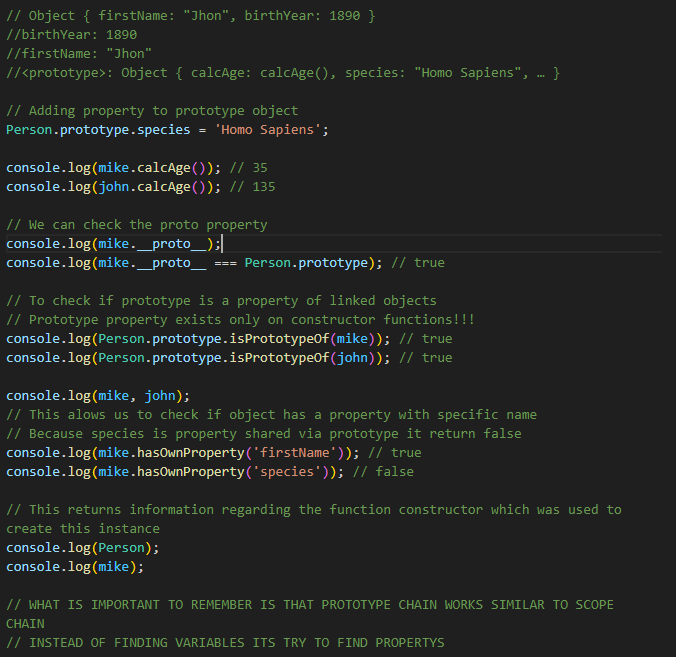 // Object { firstName: "Jhon", birthYear: 1890 }
//birthYear: 1890
//firstName: "Jhon"
//<prototype>: Object { calcAge: calcAge(), species: "Homo Sapiens", … }
// Adding property to prototype object
Person.prototype.species = 'Homo Sapiens';
console.log(mike.calcAge()); // 35
console.log(john.calcAge()); // 135
// We can check the proto property
console.log(mike.__proto__);
console.log(mike.__proto__ === Person.prototype); // true
// To check if prototype is a property of linked objects
// Prototype property exists only on constructor functions!!!
console.log(Person.prototype.isPrototypeOf(mike)); // true
console.log(Person.prototype.isPrototypeOf(john)); // true
console.log(mike, john);
// This alows us to check if object has a property with specific name
// Because species is property shared via prototype it return false
console.log(mike.hasOwnProperty('firstName')); // true
console.log(mike.hasOwnProperty('species')); // false
// This returns information regarding the function constructor which was used to
create this instance
console.log(Person);
console.log(mike);
// WHAT IS IMPORTANT TO REMEMBER IS THAT PROTOTYPE CHAIN WORKS SIMILAR TO SCOPE
CHAIN
// INSTEAD OF FINDING VARIABLES ITS TRY TO FIND PROPERTYS